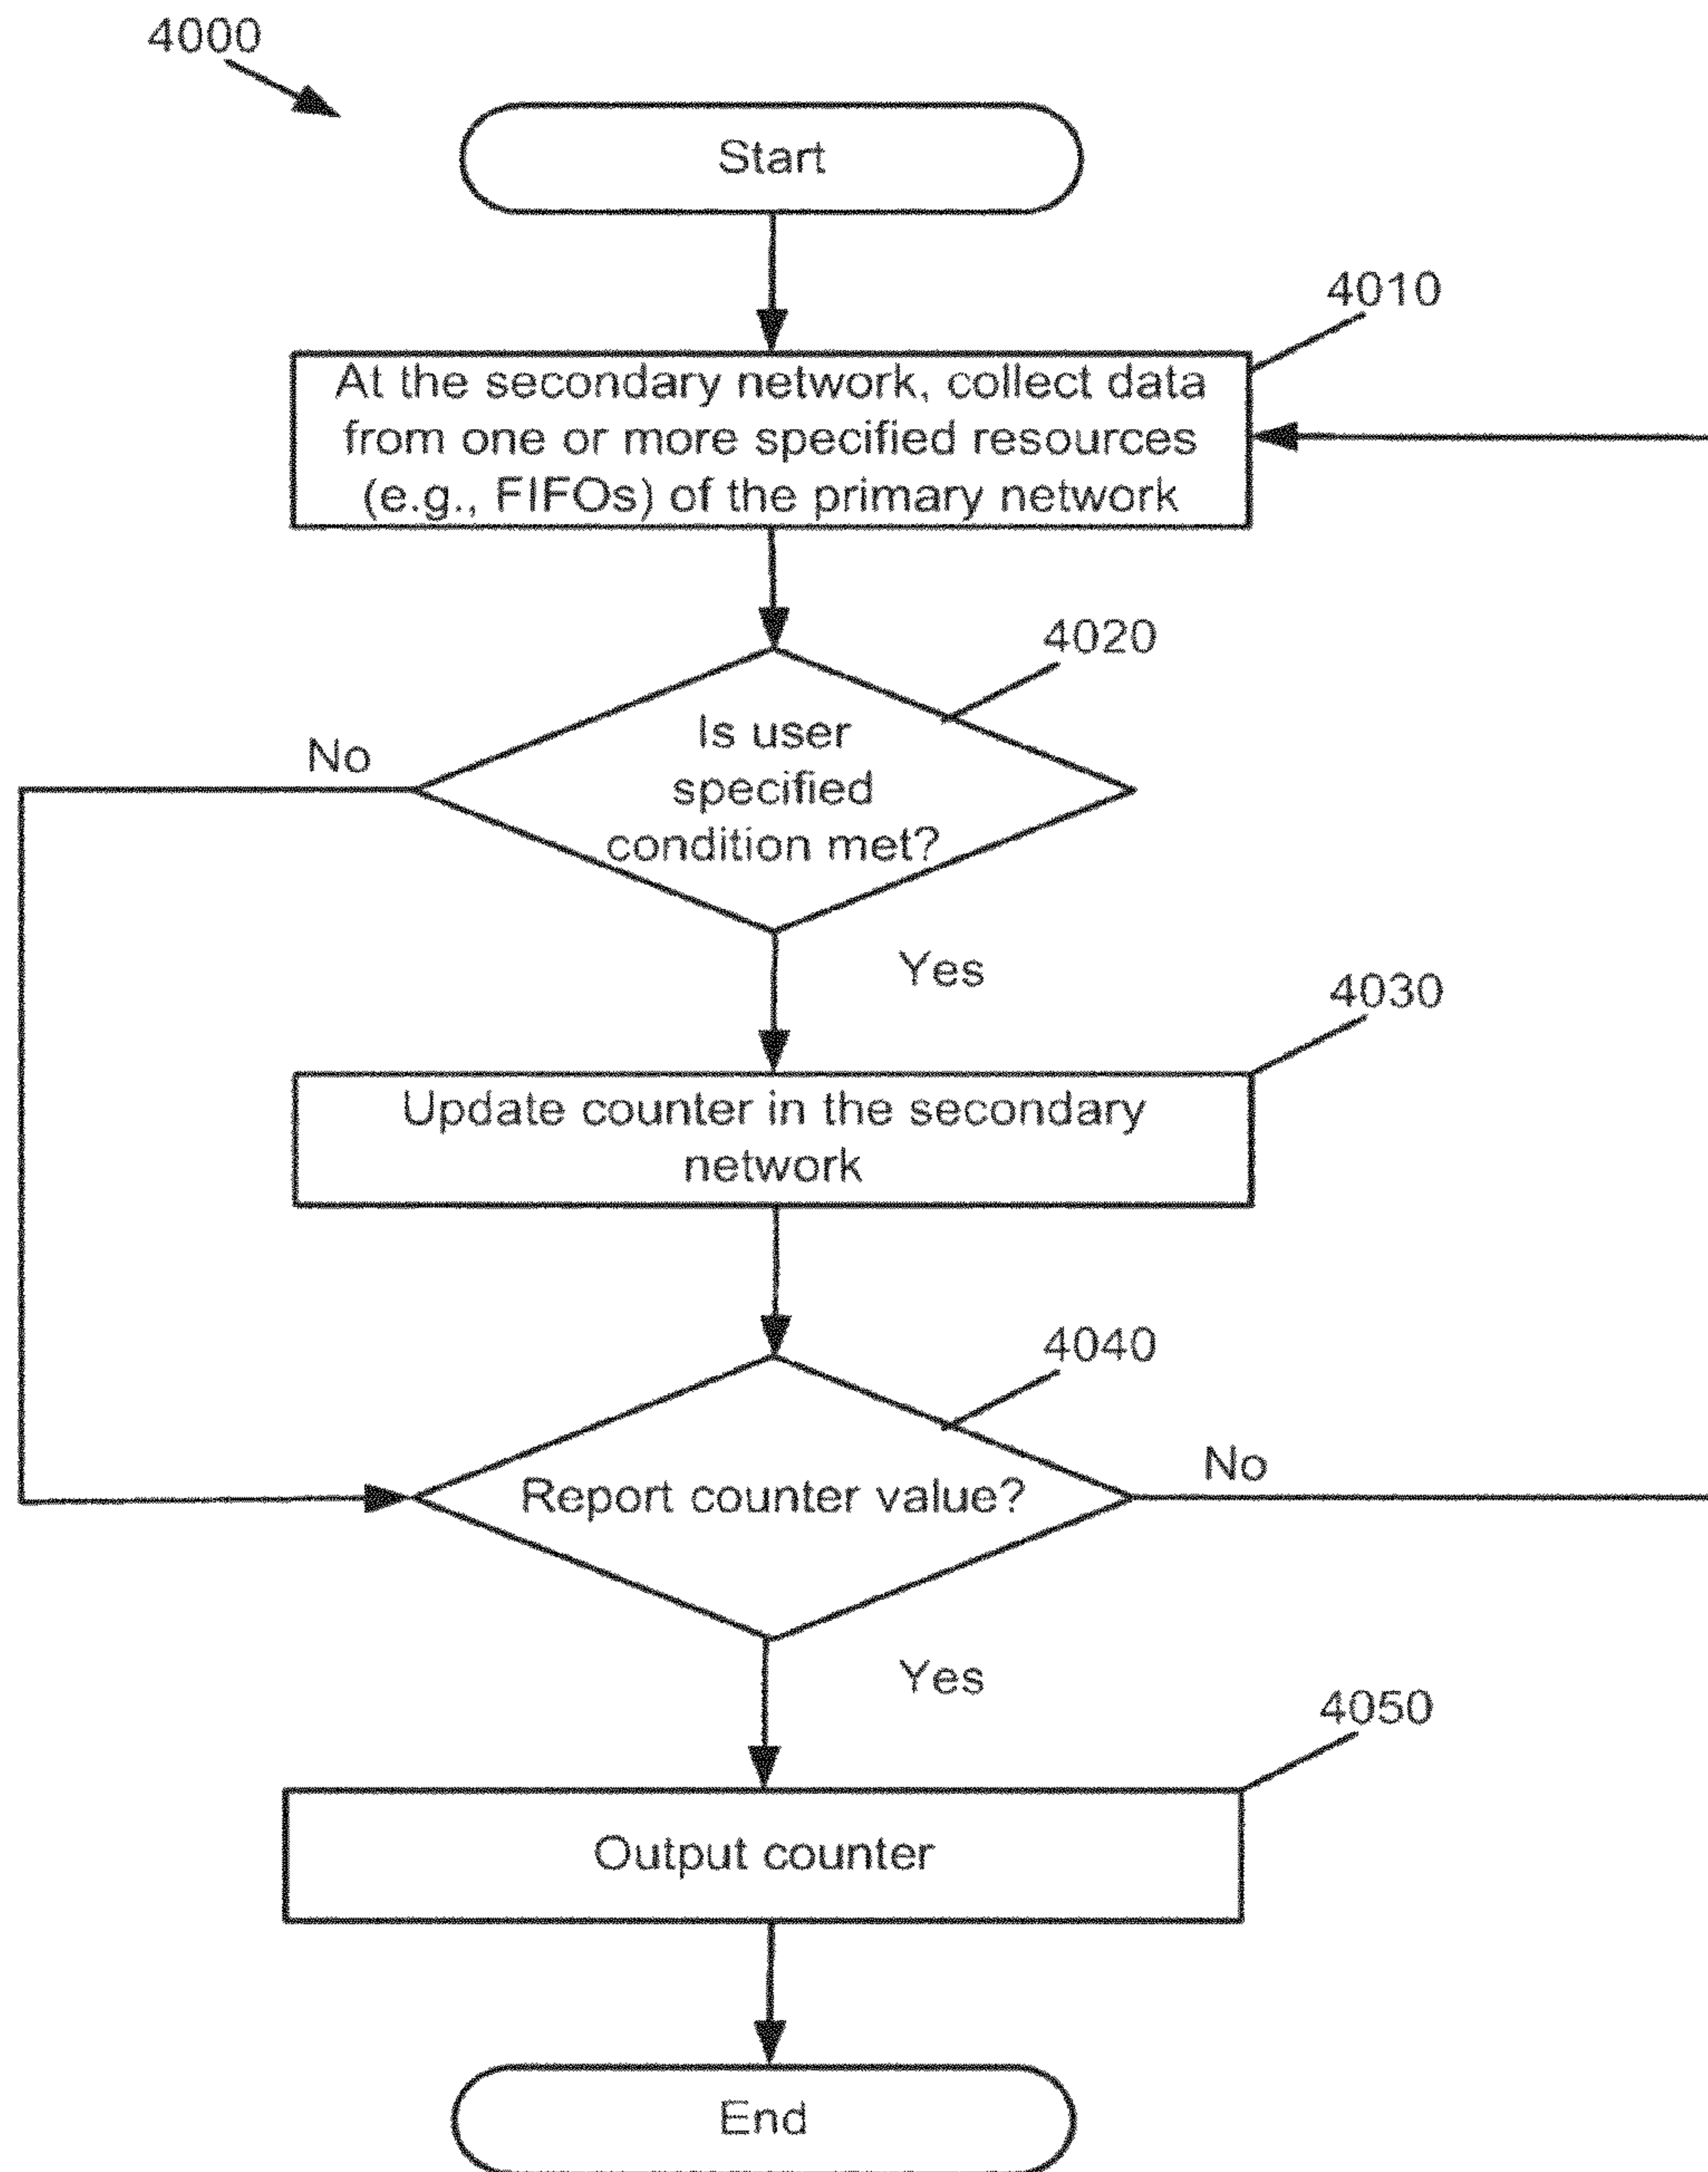 4000
Start
4010
At the secondary network, collect data
from one or more specified resources
(e.g., FIFOs) of the primary network
4020
Is user
specified
condition met?
No
Yes
4030
Update counter in the secondary
network
4040
Report counter value?
No
Yes
4050
Output counter
End